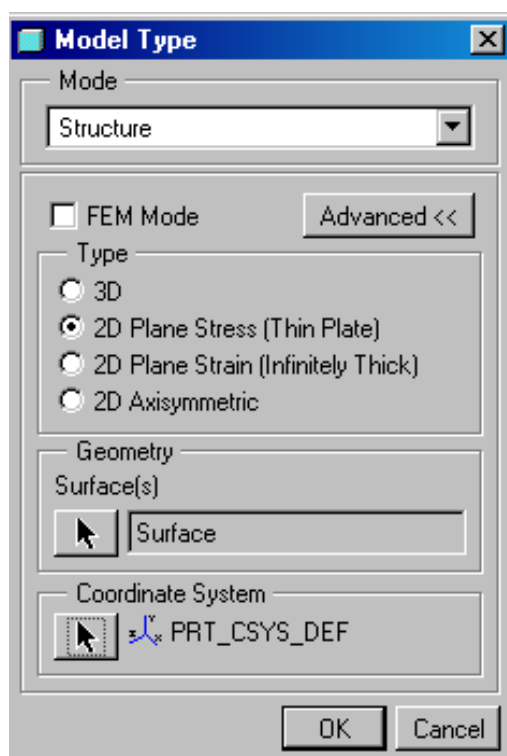 Model Type
Mode
Structure
FEM Mode
Advanced <<
Type
3D
2D Plane Stress (Thin Plate)
2D Plane Strain (Infinitely Thick)
2D Axisymmetric
Geometry
Surface(s)
Surface
Coordinate System
PRT_CSYS_DEF
OK
Cancel